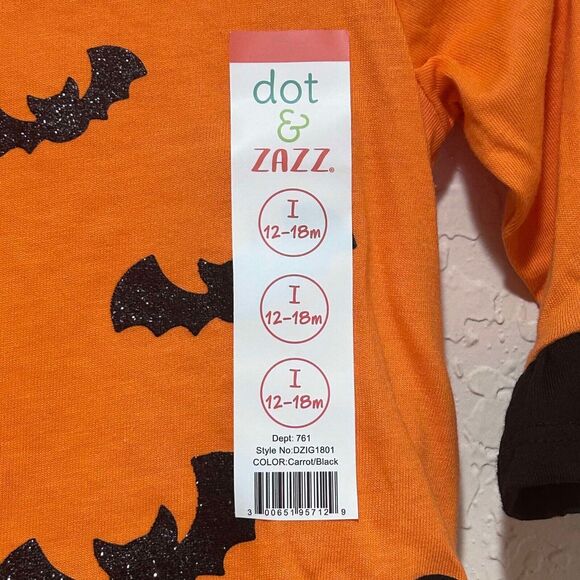 dot
&
ZAZZ®
I
12-18m
I
12-18m
I
12-18m
Dept: 761
Style No:DZIG1801
COLOR:Carrot/Black
3 00651 95712 9